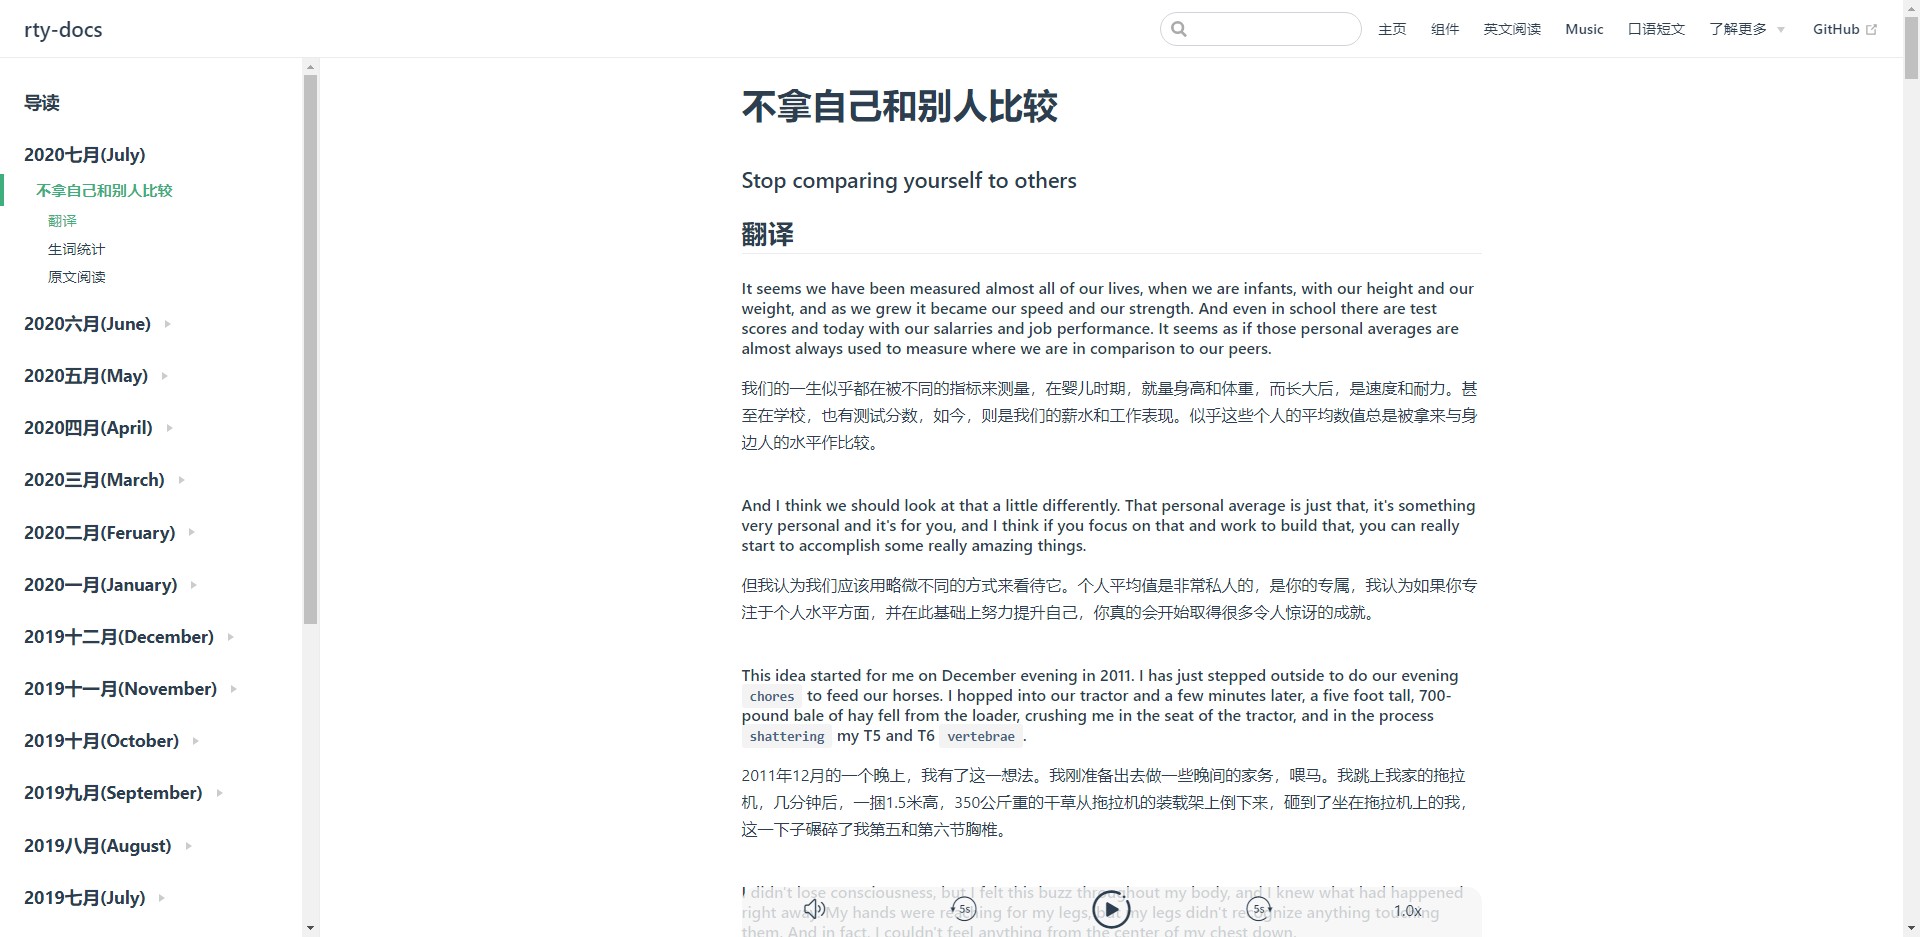 rty-docs
主页 组件 英文阅读 Music 口语短文 了解更多 GitHub
导读
2020七月(July)
不拿自己和别人比较
翻译
生词统计
原文阅读
2020六月(June)
2020五月(May)
2020四月(April)
2020三月(March)
2020二月(Feruary)
2020一月(January)
2019十二月(December)
2019十一月(November)
2019十月(October)
2019九月(September)
2019八月(August)
2019七月(July)
不拿自己和别人比较
Stop comparing yourself to others
翻译
It seems we have been measured almost all of our lives, when we are infants, with our height and our
weight, and as we grew it became our speed and our strength. And even in school there are test
scores and today with our salarries and job performance. It seems as if those personal averages are
almost always used to measure where we are in comparison to our peers.
我们的一生似乎都在被不同的指标来测量，在婴儿时期，就量身高和体重，而长大后，是速度和耐力。甚
至在学校，也有测试分数，如今，则是我们的薪水和工作表现。似乎这些个人的平均数值总是被拿来与身
边人的水平作比较。
And I think we should look at that a little differently. That personal average is just that, it's something
very personal and it's for you, and I think if you focus on that and work to build that, you can really
start to accomplish some really amazing things.
但我认为我们应该用略微不同的方式来看待它。个人平均值是非常私人的，是你的专属，我认为如果你专
注于个人水平方面，并在此基础上努力提升自己，你真的会开始取得很多令人惊讶的成就。
This idea started for me on December evening in 2011. I has just stepped outside to do our evening
chores to feed our horses. I hopped into our tractor and a few minutes later, a five foot tall, 700-
pound bale of hay fell from the loader, crushing me in the seat of the tractor, and in the process
shattering my T5 and T6 vertebrae.
2011年12月的一个晚上，我有了这一想法。我刚准备出去做一些晚间的家务，喂马。我跳上我家的拖拉
机，几分钟后，一捆1.5米高，350公斤重的干草从拖拉机的装载架上倒下来，砸到了坐在拖拉机上的我，
这一下子碾碎了我第五和第六节胸椎。
I didn't lose consciousness, but I felt this buzz throughout my body, and I knew what had happened
right away. My hands were reaching for my legs, but my legs didn't recognize anything touching
them. And in fact, I couldn't feel anything from the center of my chest down.
5s 5s 1.0x